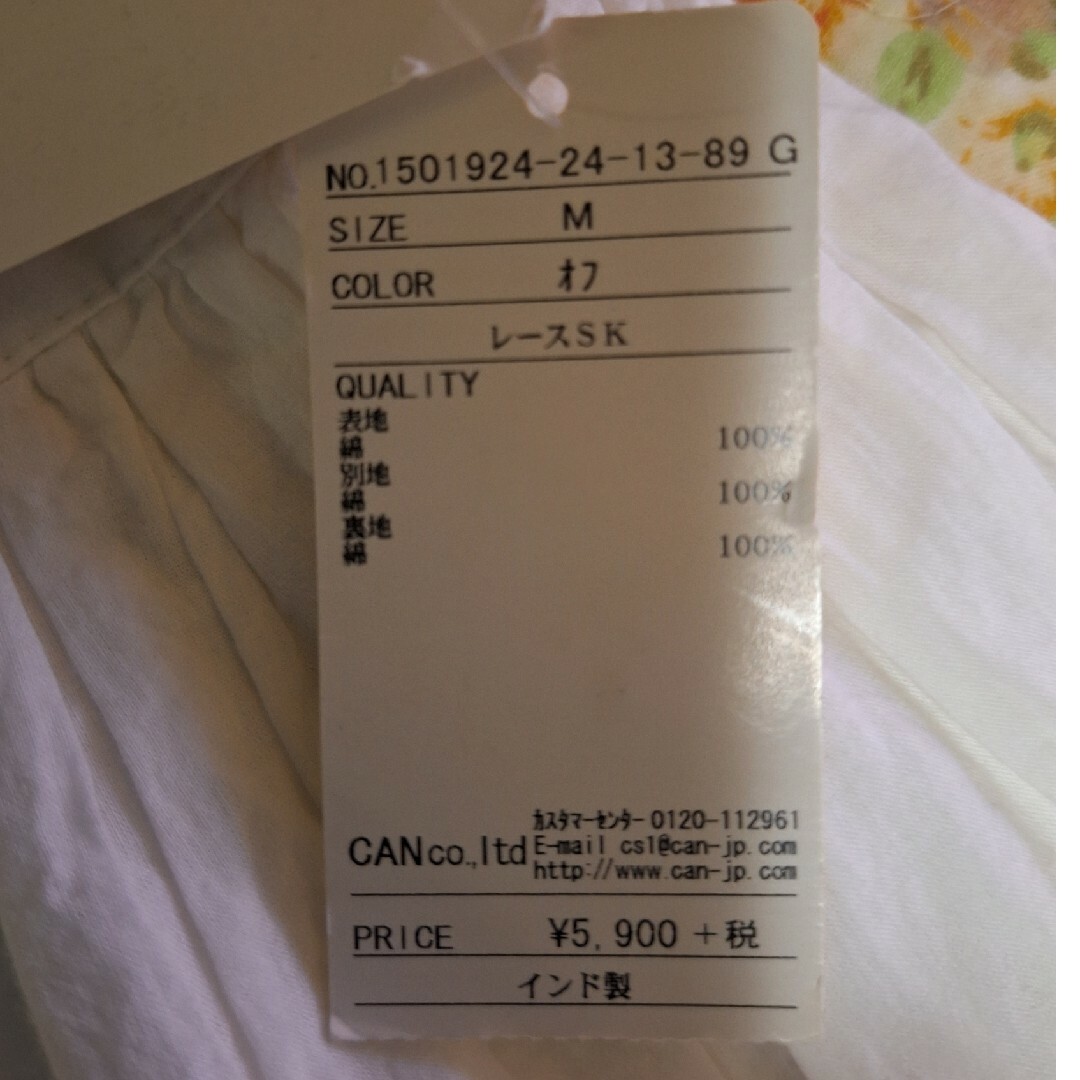 NO.1501924-24-13-89 G
SIZE M
COLOR ｵﾌ
レースSK
QUALITY
表地
綿 100%
別地
綿 100%
裏地
綿 100%
ｶｽﾀﾏｰｾﾝﾀｰ 0120-112961
CAN co.,ltd E-mail cs1@can-jp.com
http://www.can-jp.com
PRICE ¥5,900 +税
インド製